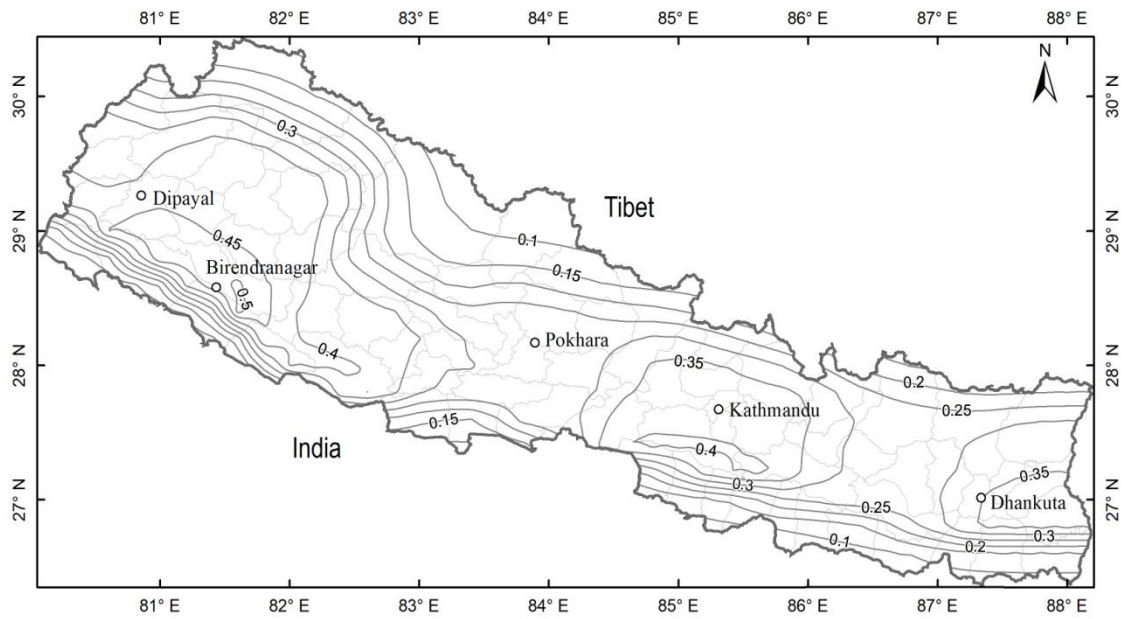 81° E 82° E 83° E 84° E 85° E 86° E 87° E 88° E
N
30° N 30° N
0.3
Dipayal
Tibet
29° N 29° N
0.45
0.1
Birendranagar
0.15
0.5
Pokhara
0.4
0.35
28° N 28° N
0.2
0.25
Kathmandu
0.15
India
0.4
0.35
0.3
27° N 27° N
Dhankuta
0.25
0.3
0.1
0.2
81° E 82° E 83° E 84° E 85° E 86° E 87° E 88° E